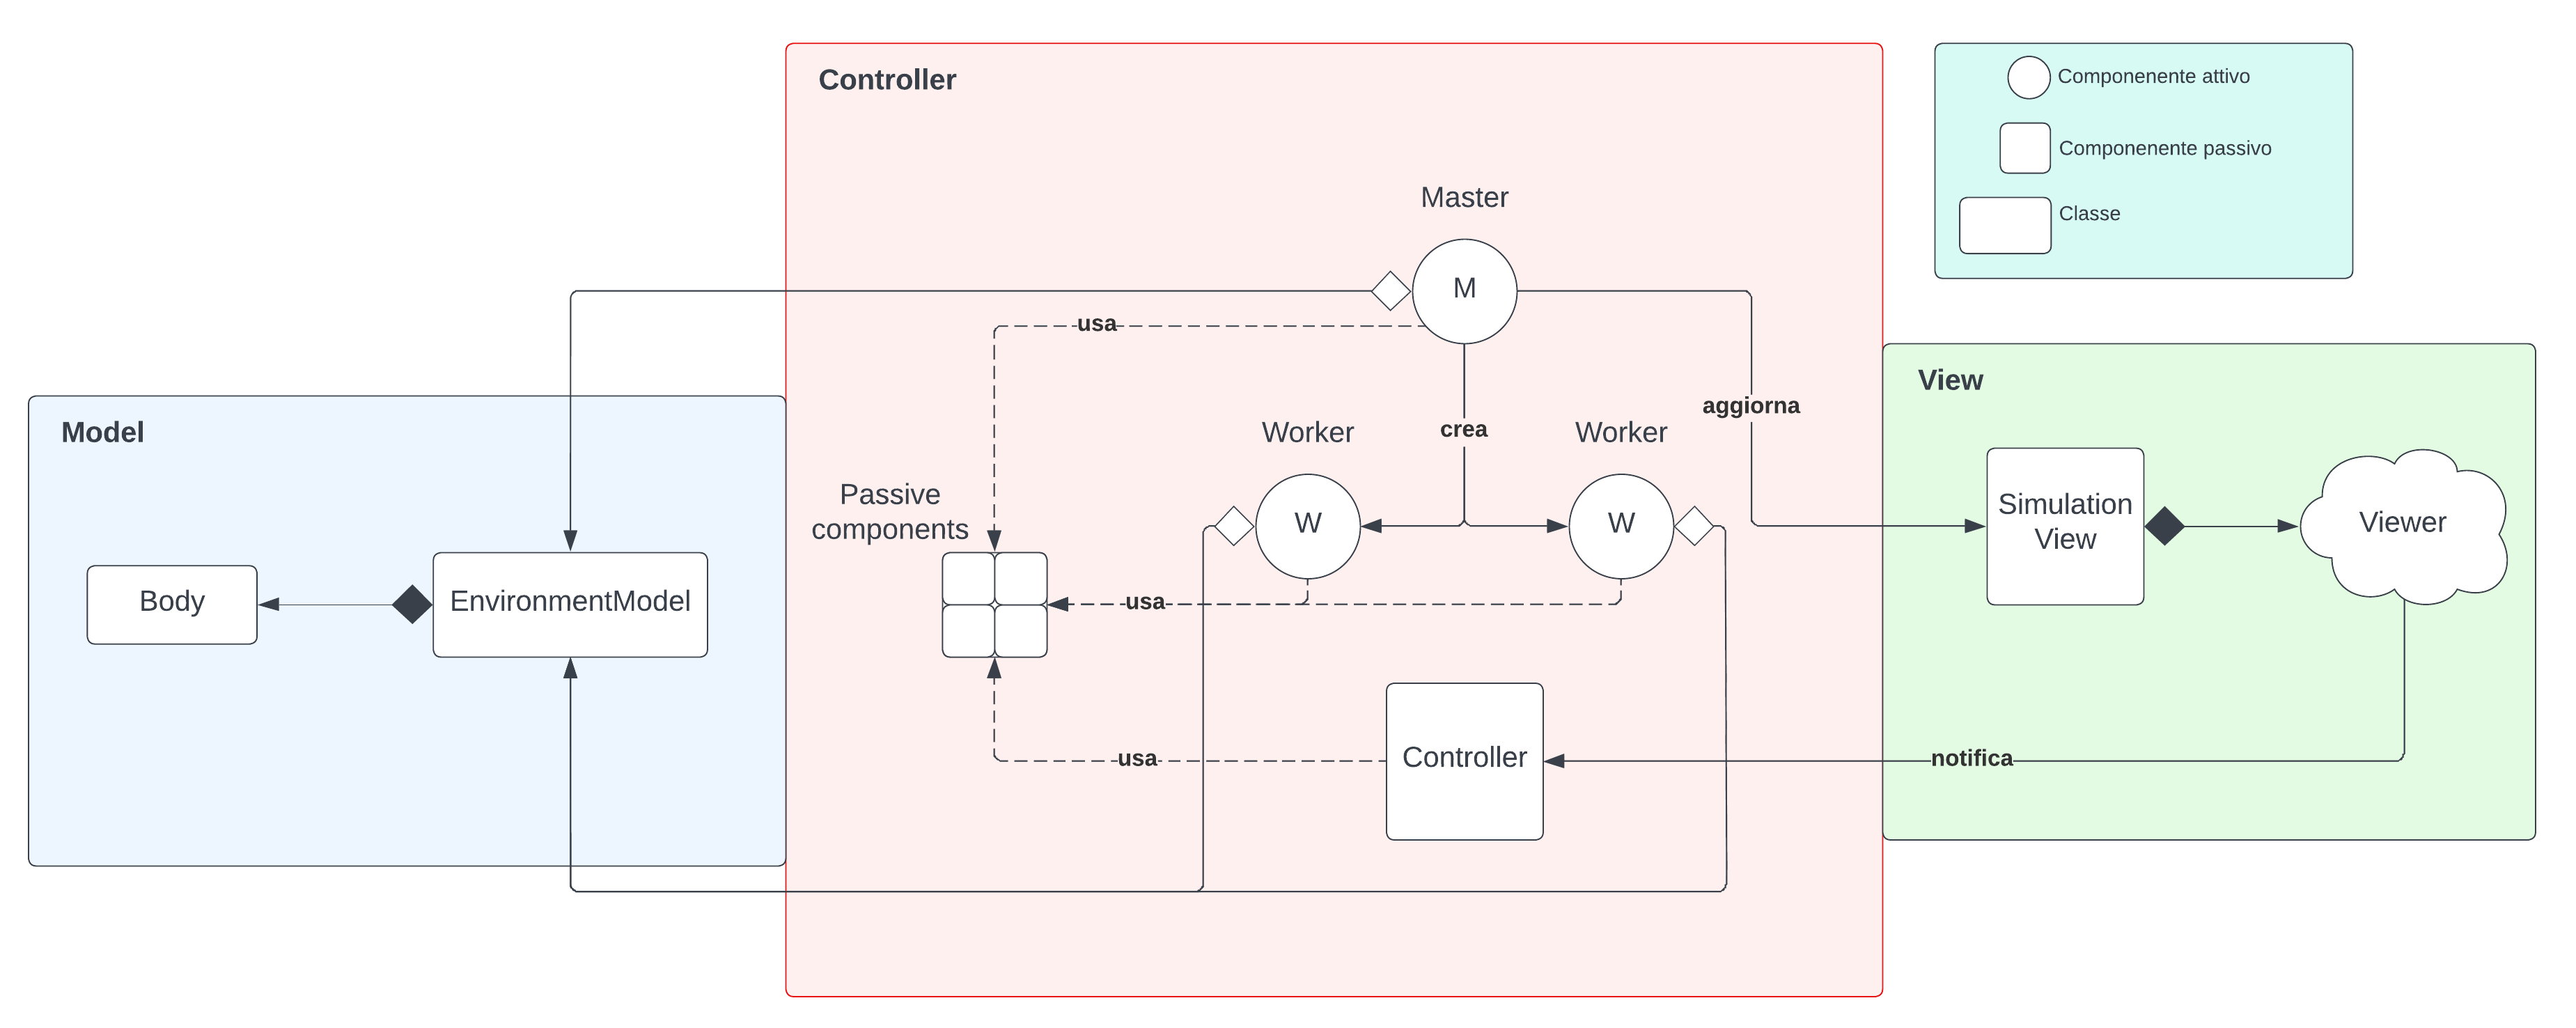 Controller
Componenente attivo
Componenente passivo
Classe
Master
M
usa
View
aggiorna
Model
Worker
crea
Worker
Passive
components
W
W
Simulation
View
Viewer
Body
EnvironmentModel
usa
Controller
usa
notifica